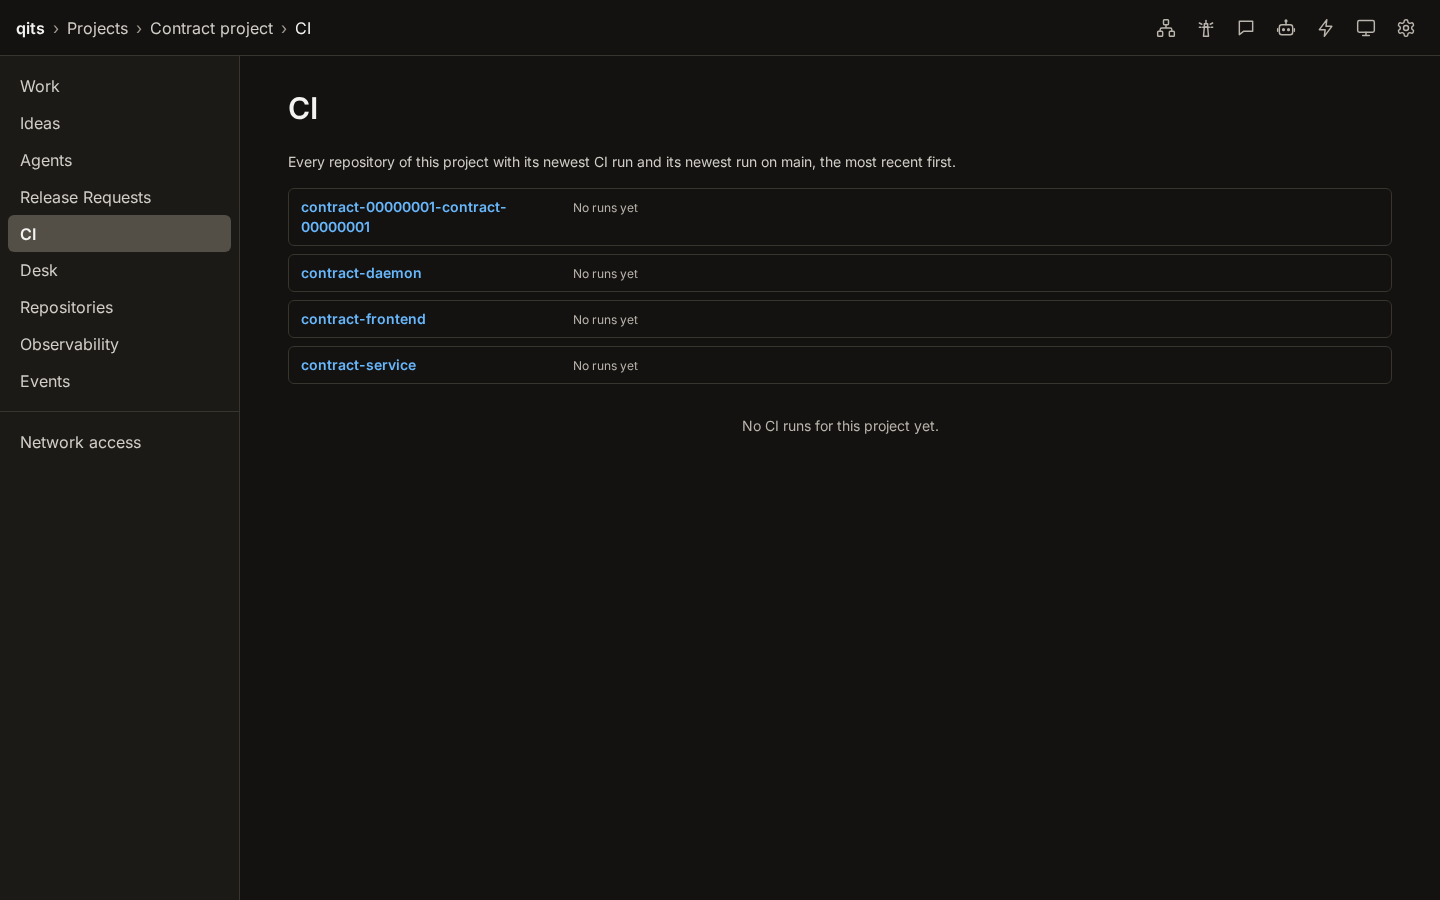 qits › Projects › Contract project › CI
Work
Ideas
Agents
Release Requests
CI
Desk
Repositories
Observability
Events
Network access
CI
Every repository of this project with its newest CI run and its newest run on main, the most recent first.
contract-00000001-contract-
00000001
No runs yet
contract-daemon
No runs yet
contract-frontend
No runs yet
contract-service
No runs yet
No CI runs for this project yet.